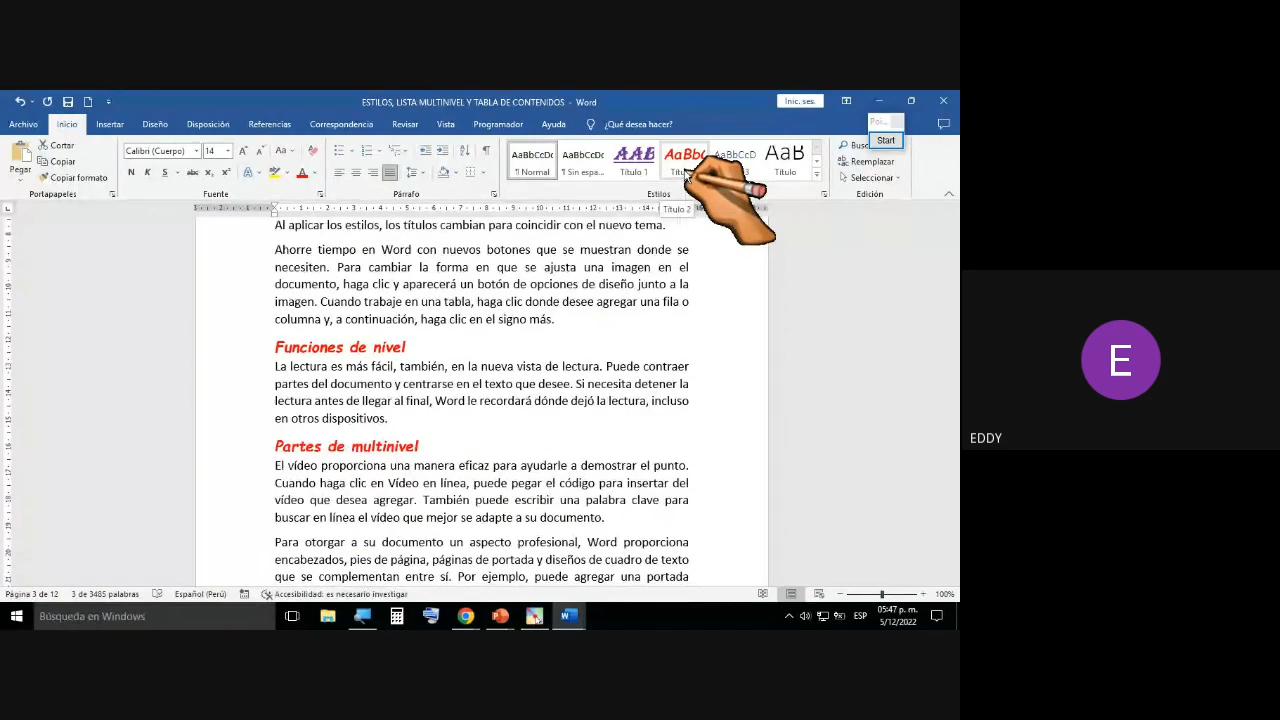 ESTILOS, LISTA MULTINIVEL Y TABLA DE CONTENIDOS - Word
Inic. ses.
Archivo Inicio Insertar Diseño Disposición Referencias Correspondencia Revisar Vista Programador Ayuda ¿Qué desea hacer?
Start
Pegar
Cortar
Copiar
Copiar formato
Portapapeles
Calibri (Cuerpo) 14
N K S
Fuente
Párrafo
AaBbCcDc
¶ Normal
AaBbCcDc
¶ Sin espa...
AAB
Título 1
AaBb
AaBbCcD
AaB
Título
Título 2
Estilos
Reemplazar
Seleccionar
Edición
Al aplicar los estilos, los títulos cambian para coincidir con el nuevo tema.
Ahorre tiempo en Word con nuevos botones que se muestran donde se
necesiten. Para cambiar la forma en que se ajusta una imagen en el
documento, haga clic y aparecerá un botón de opciones de diseño junto a la
imagen. Cuando trabaje en una tabla, haga clic donde desee agregar una fila o
columna y, a continuación, haga clic en el signo más.
Funciones de nivel
La lectura es más fácil, también, en la nueva vista de lectura. Puede contraer
partes del documento y centrarse en el texto que desee. Si necesita detener la
lectura antes de llegar al final, Word le recordará dónde dejó la lectura, incluso
en otros dispositivos.
Partes de multinivel
El vídeo proporciona una manera eficaz para ayudarle a demostrar el punto.
Cuando haga clic en Vídeo en línea, puede pegar el código para insertar del
vídeo que desea agregar. También puede escribir una palabra clave para
buscar en línea el vídeo que mejor se adapte a su documento.
Para otorgar a su documento un aspecto profesional, Word proporciona
encabezados, pies de página, páginas de portada y diseños de cuadro de texto
que se complementan entre sí. Por ejemplo, puede agregar una portada
Página 3 de 12 3 de 3485 palabras Español (Perú) Accesibilidad: es necesario investigar 100%
Búsqueda en Windows
ESP
05:47 p. m.
5/12/2022
E
EDDY